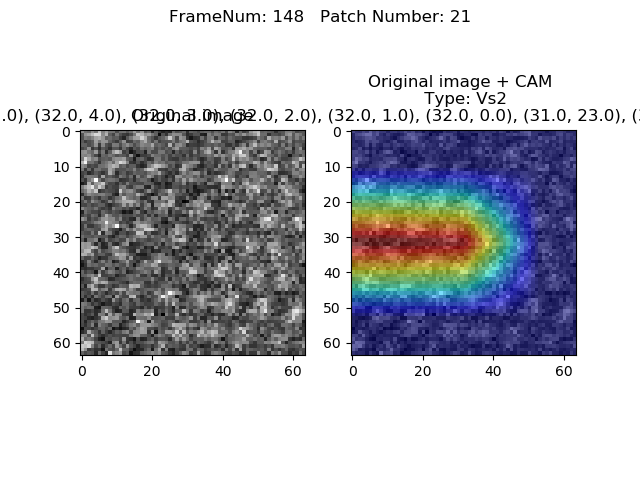 FrameNum: 148   Patch Number: 21
Original image + CAM
Type: Vs2
.0), (32.0, 4.0), (32.0, 3.0), (32.0, 2.0), (32.0, 1.0), (32.0, 0.0), (31.0, 23.0), (3
Original image
0
10
20
30
40
50
60
0 20 40 60
0
10
20
30
40
50
60
0 20 40 60